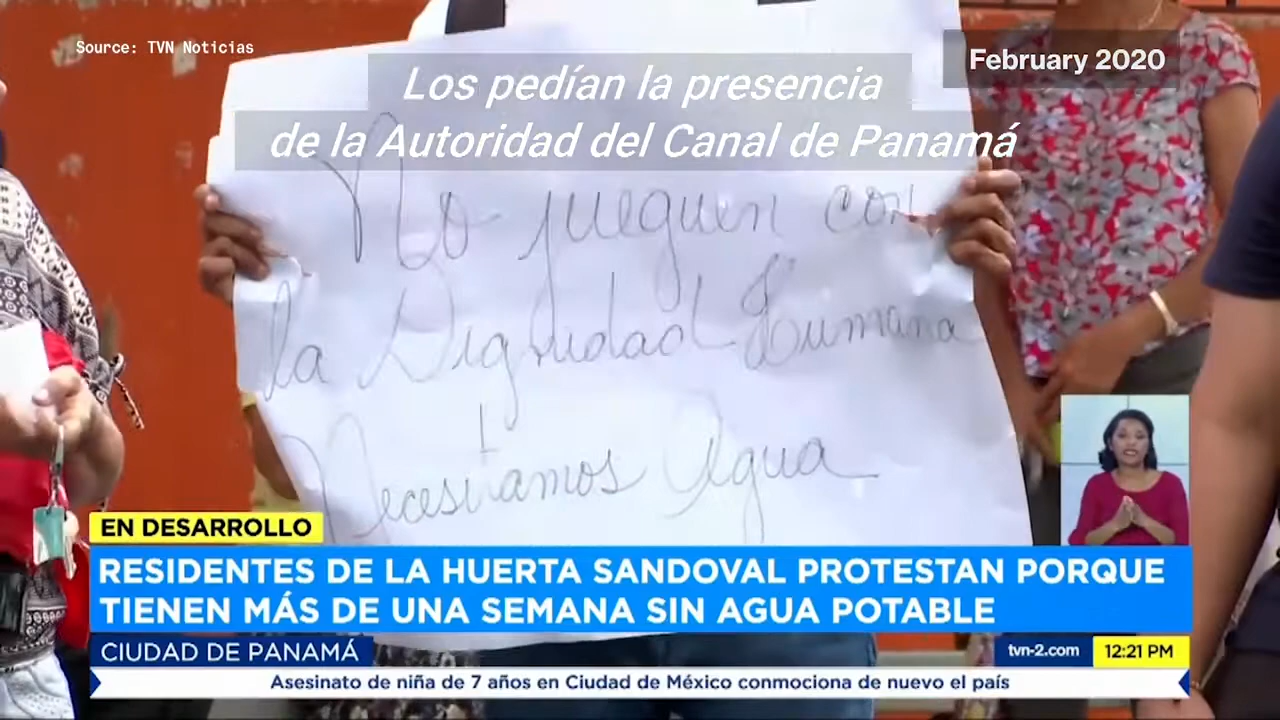 Source: TVN Noticias
February 2020
Los pedían la presencia
de la Autoridad del Canal de Panamá
No jueguen con
la Dignidad Humana
Necesitamos Agua
EN DESARROLLO
RESIDENTES DE LA HUERTA SANDOVAL PROTESTAN PORQUE
TIENEN MÁS DE UNA SEMANA SIN AGUA POTABLE
CIUDAD DE PANAMÁ
tvn-2.com
12:21 PM
Asesinato de niña de 7 años en Ciudad de México conmociona de nuevo el país